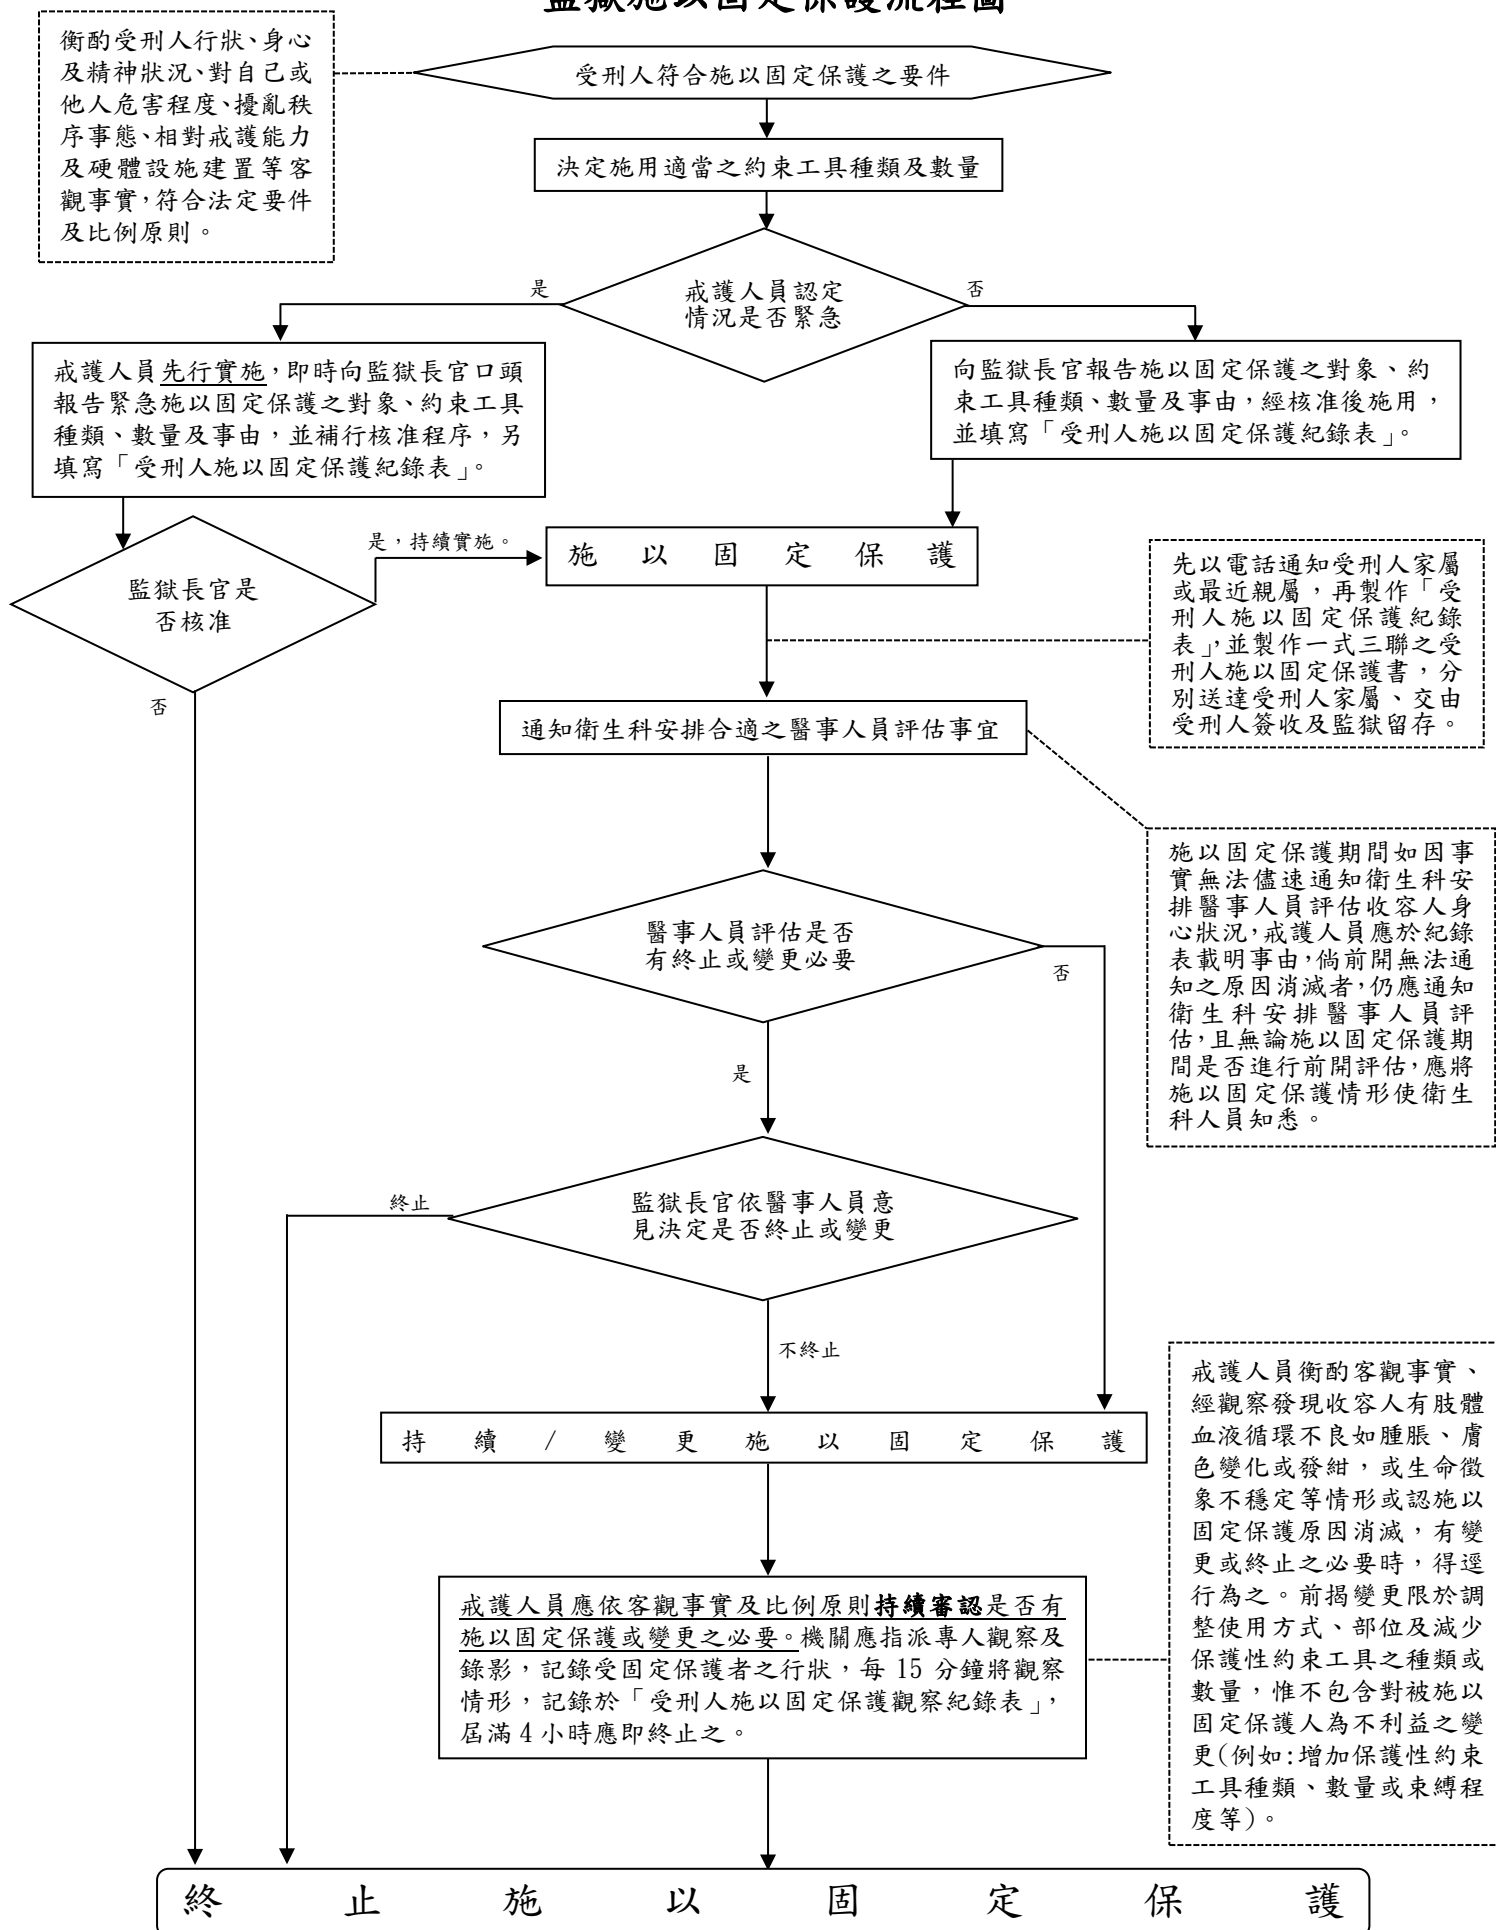 監獄施以固定保護流程圖
衡酌受刑人行狀、身心
及精神狀況、對自己或
他人危害程度、擾亂秩
序事態、相對戒護能力
及硬體設施建置等客
觀事實，符合法定要件
及比例原則。
受刑人符合施以固定保護之要件
決定施用適當之約束工具種類及數量
戒護人員認定
情況是否緊急
是
否
戒護人員先行實施，即時向監獄長官口頭
報告緊急施以固定保護之對象、約束工具
種類、數量及事由，並補行核准程序，另
填寫「受刑人施以固定保護紀錄表」。
向監獄長官報告施以固定保護之對象、約
束工具種類、數量及事由，經核准後施用，
並填寫「受刑人施以固定保護紀錄表」。
監獄長官是
否核准
是，持續實施。
否
施以固定保護
先以電話通知受刑人家屬
或最近親屬，再製作「受
刑人施以固定保護紀錄
表」，並製作一式三聯之受
刑人施以固定保護書，分
別送達受刑人家屬、交由
受刑人簽收及監獄留存。
通知衛生科安排合適之醫事人員評估事宜
施以固定保護期間如因事
實無法儘速通知衛生科安
排醫事人員評估收容人身
心狀況，戒護人員應於紀錄
表載明事由，倘前開無法通
知之原因消滅者，仍應通知
衛生科安排醫事人員評
估，且無論施以固定保護期
間是否進行前開評估，應將
施以固定保護情形使衛生
科人員知悉。
醫事人員評估是否
有終止或變更必要
否
是
監獄長官依醫事人員意
見決定是否終止或變更
終止
不終止
持續/變更施以固定保護
戒護人員應依客觀事實及比例原則持續審認是否有
施以固定保護或變更之必要。機關應指派專人觀察及
錄影，記錄受固定保護者之行狀，每 15 分鐘將觀察
情形，記錄於「受刑人施以固定保護觀察紀錄表」，
屆滿 4 小時應即終止之。
戒護人員衡酌客觀事實、
經觀察發現收容人有肢體
血液循環不良如腫脹、膚
色變化或發紺，或生命徵
象不穩定等情形或認施以
固定保護原因消滅，有變
更或終止之必要時，得逕
行為之。前揭變更限於調
整使用方式、部位及減少
保護性約束工具之種類或
數量，惟不包含對被施以
固定保護人為不利益之變
更(例如:增加保護性約束
工具種類、數量或束縛程
度等)。
終止施以固定保護